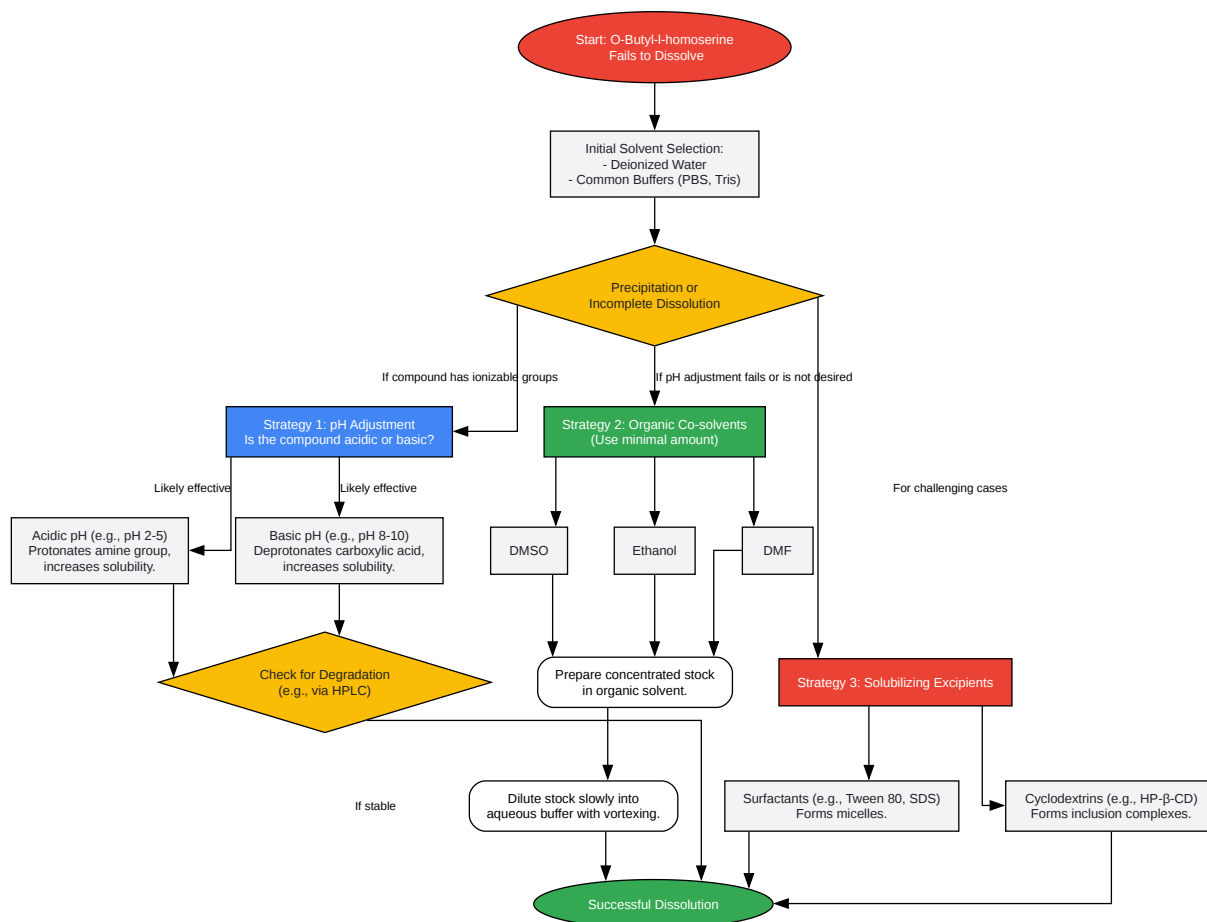 Start: O-Butyl-l-homoserine
Fails to Dissolve
Initial Solvent Selection:
- Deionized Water
- Common Buffers (PBS, Tris)
Precipitation or
Incomplete Dissolution
If compound has ionizable groups
If pH adjustment fails or is not desired
Strategy 1: pH Adjustment
Is the compound acidic or basic?
Strategy 2: Organic Co-solvents
(Use minimal amount)
Likely effective
Likely effective
For challenging cases
Acidic pH (e.g., pH 2-5)
Protonates amine group,
increases solubility.
Basic pH (e.g., pH 8-10)
Deprotonates carboxylic acid,
increases solubility.
DMSO
Ethanol
DMF
Check for Degradation
(e.g., via HPLC)
Prepare concentrated stock
in organic solvent.
Strategy 3: Solubilizing Excipients
If stable
Dilute stock slowly into
aqueous buffer with vortexing.
Surfactants (e.g., Tween 80, SDS)
Forms micelles.
Cyclodextrins (e.g., HP-β-CD)
Forms inclusion complexes.
Successful Dissolution